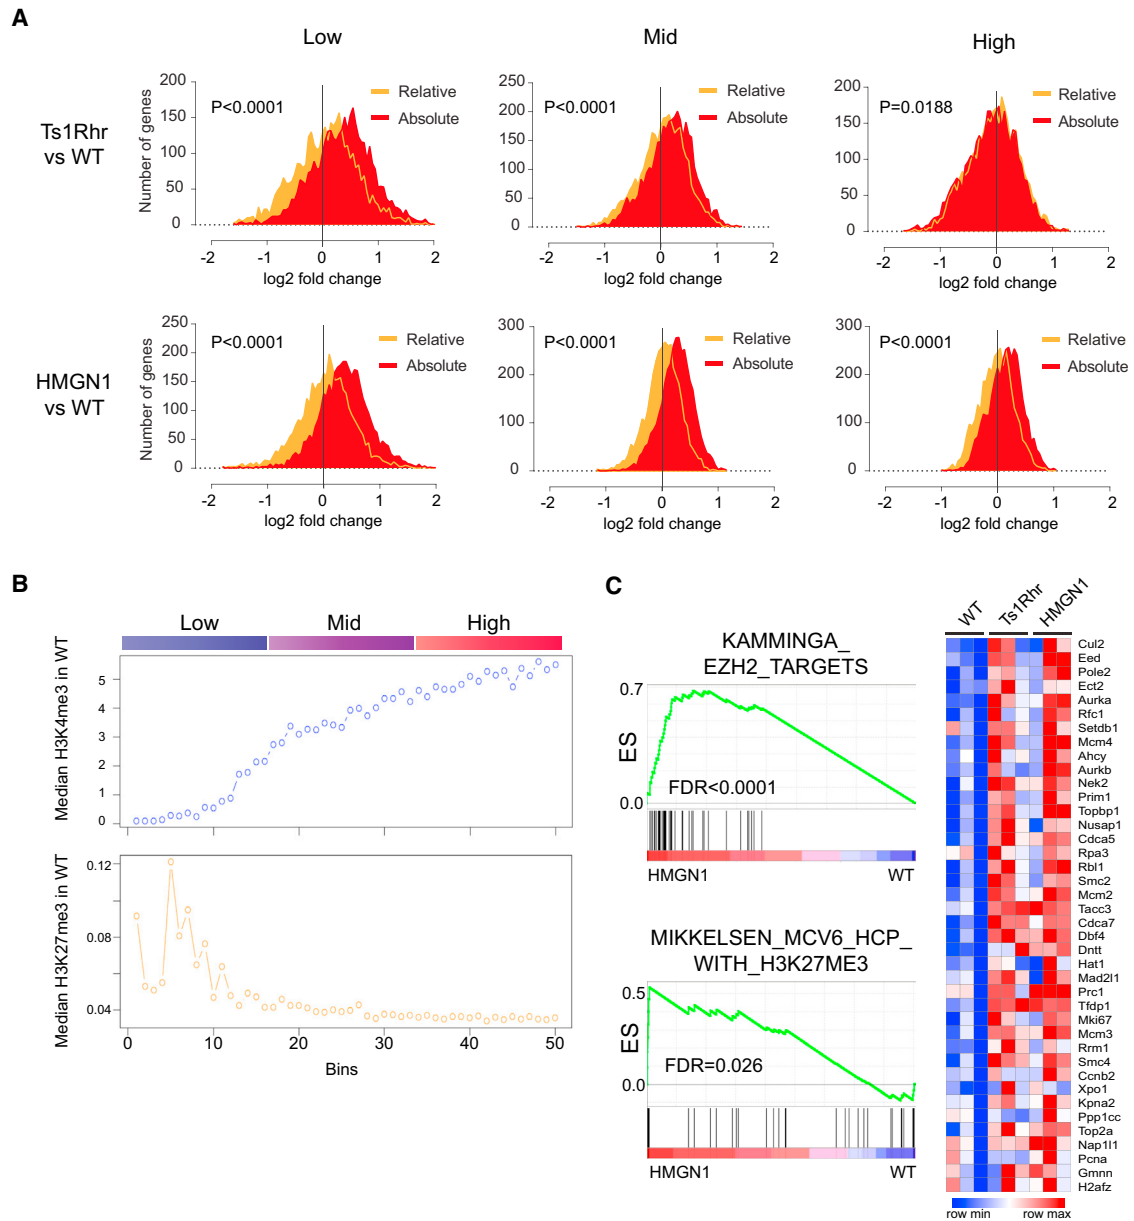 A
Low
Mid
High
Ts1Rhr
vs WT
Number of genes
200
150
100
50
0
P<0.0001
Relative
Absolute
-2 -1 0 1 2
log2 fold change
250
200
150
100
50
0
P<0.0001
Relative
Absolute
-2 -1 0 1 2
log2 fold change
200
150
100
50
0
P=0.0188
Relative
Absolute
-2 -1 0 1 2
log2 fold change
HMGN1
vs WT
Number of genes
250
200
150
100
50
0
P<0.0001
Relative
Absolute
-2 -1 0 1 2
log2 fold change
300
200
100
0
P<0.0001
Relative
Absolute
-2 -1 0 1 2
log2 fold change
300
200
100
0
P<0.0001
Relative
Absolute
-2 -1 0 1 2
log2 fold change
B
Low Mid High
Median H3K4me3 in WT
5
4
3
2
1
0
Median H3K27me3 in WT
0.12
0.08
0.04
0 10 20 30 40 50
Bins
C
KAMMINGA_
EZH2_TARGETS
ES
0.7
0.0
FDR<0.0001
HMGN1 WT
MIKKELSEN_MCV6_HCP_
WITH_H3K27ME3
ES
0.5
0.0
FDR=0.026
HMGN1 WT
WT Ts1Rhr HMGN1
Cul2
Eed
Pole2
Ect2
Aurka
Rfc1
Setdb1
Mcm4
Ahcy
Aurkb
Nek2
Prim1
Topbp1
Nusap1
Cdca5
Rpa3
Rbl1
Smc2
Mcm2
Tacc3
Cdca7
Dbf4
Dntt
Hat1
Mad2l1
Prc1
Tfdp1
Mki67
Mcm3
Rrm1
Smc4
Ccnb2
Xpo1
Kpna2
Ppp1cc
Top2a
Nap1l1
Pcna
Gmnn
H2afz
row min row max